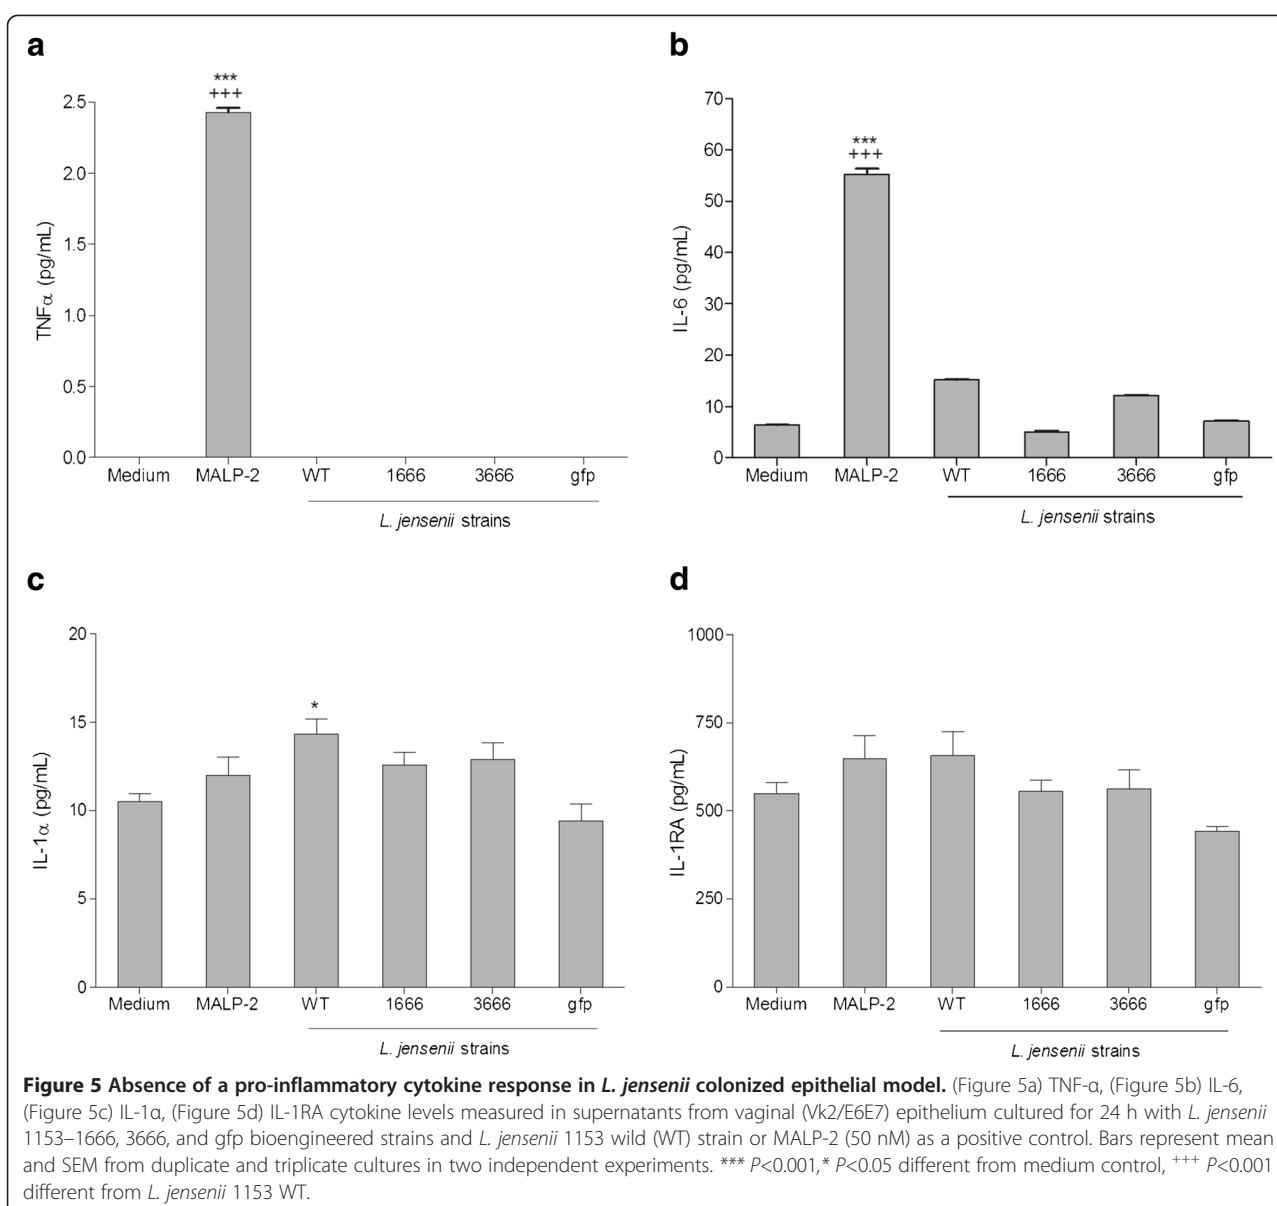 a
***
+++
2.5
2.0
1.5
1.0
0.5
0.0
TNFα (pg/mL)
Medium MALP-2 WT 1666 3666 gfp
L. jensenii strains
b
***
+++
70
60
50
40
30
20
10
0
IL-6 (pg/mL)
Medium MALP-2 WT 1666 3666 gfp
L. jensenii strains
c
*
20
15
10
5
0
IL-1α (pg/mL)
Medium MALP-2 WT 1666 3666 gfp
L. jensenii strains
d
1000
750
500
250
0
IL-1RA (pg/mL)
Medium MALP-2 WT 1666 3666 gfp
L. jensenii strains
Figure 5 Absence of a pro-inflammatory cytokine response in L. jensenii colonized epithelial model. (Figure 5a) TNF-α, (Figure 5b) IL-6,
(Figure 5c) IL-1α, (Figure 5d) IL-1RA cytokine levels measured in supernatants from vaginal (Vk2/E6E7) epithelium cultured for 24 h with L. jensenii
1153–1666, 3666, and gfp bioengineered strains and L. jensenii 1153 wild (WT) strain or MALP-2 (50 nM) as a positive control. Bars represent mean
and SEM from duplicate and triplicate cultures in two independent experiments. *** P<0.001,* P<0.05 different from medium control, +++ P<0.001
different from L. jensenii 1153 WT.